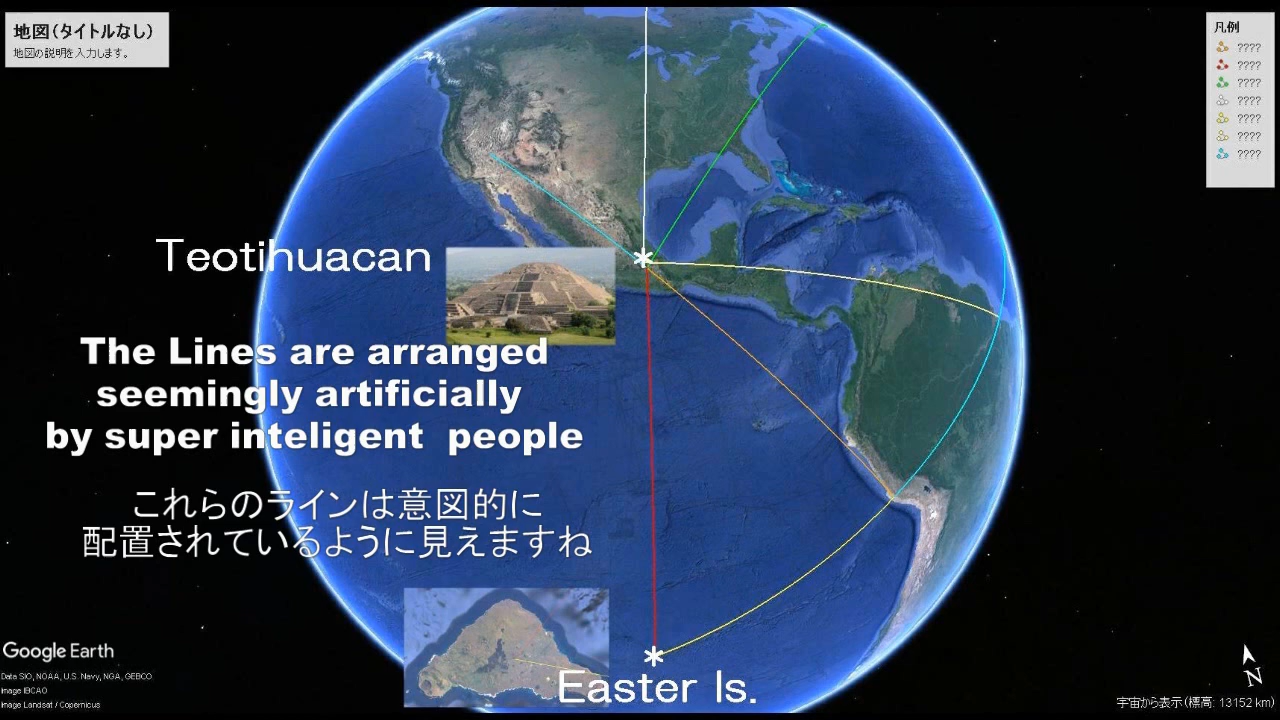 地図(タイトルなし)
地図の説明を入力します。
凡例
????
????
????
????
????
????
????
Teotihuacan
The Lines are arranged
seemingly artificially
by super inteligent people
これらのラインは意図的に
配置されているように見えますね
Easter Is.
Google Earth
Data SIO, NOAA, U.S. Navy, NGA, GEBCO
Image IBCAO
Image Landsat / Copernicus
N
宇宙から表示(標高: 13152 km)